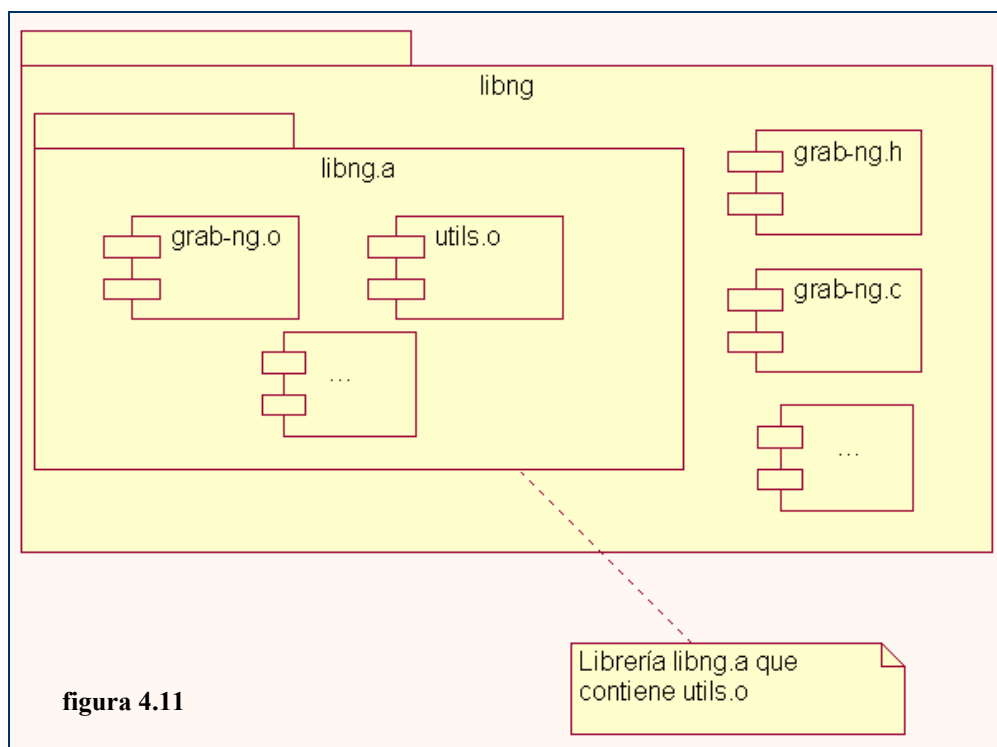 libng
libng.a
grab-ng.h
grab-ng.o
utils.o
grab-ng.c
...
...
Librería libng.a que
contiene utils.o
figura 4.11